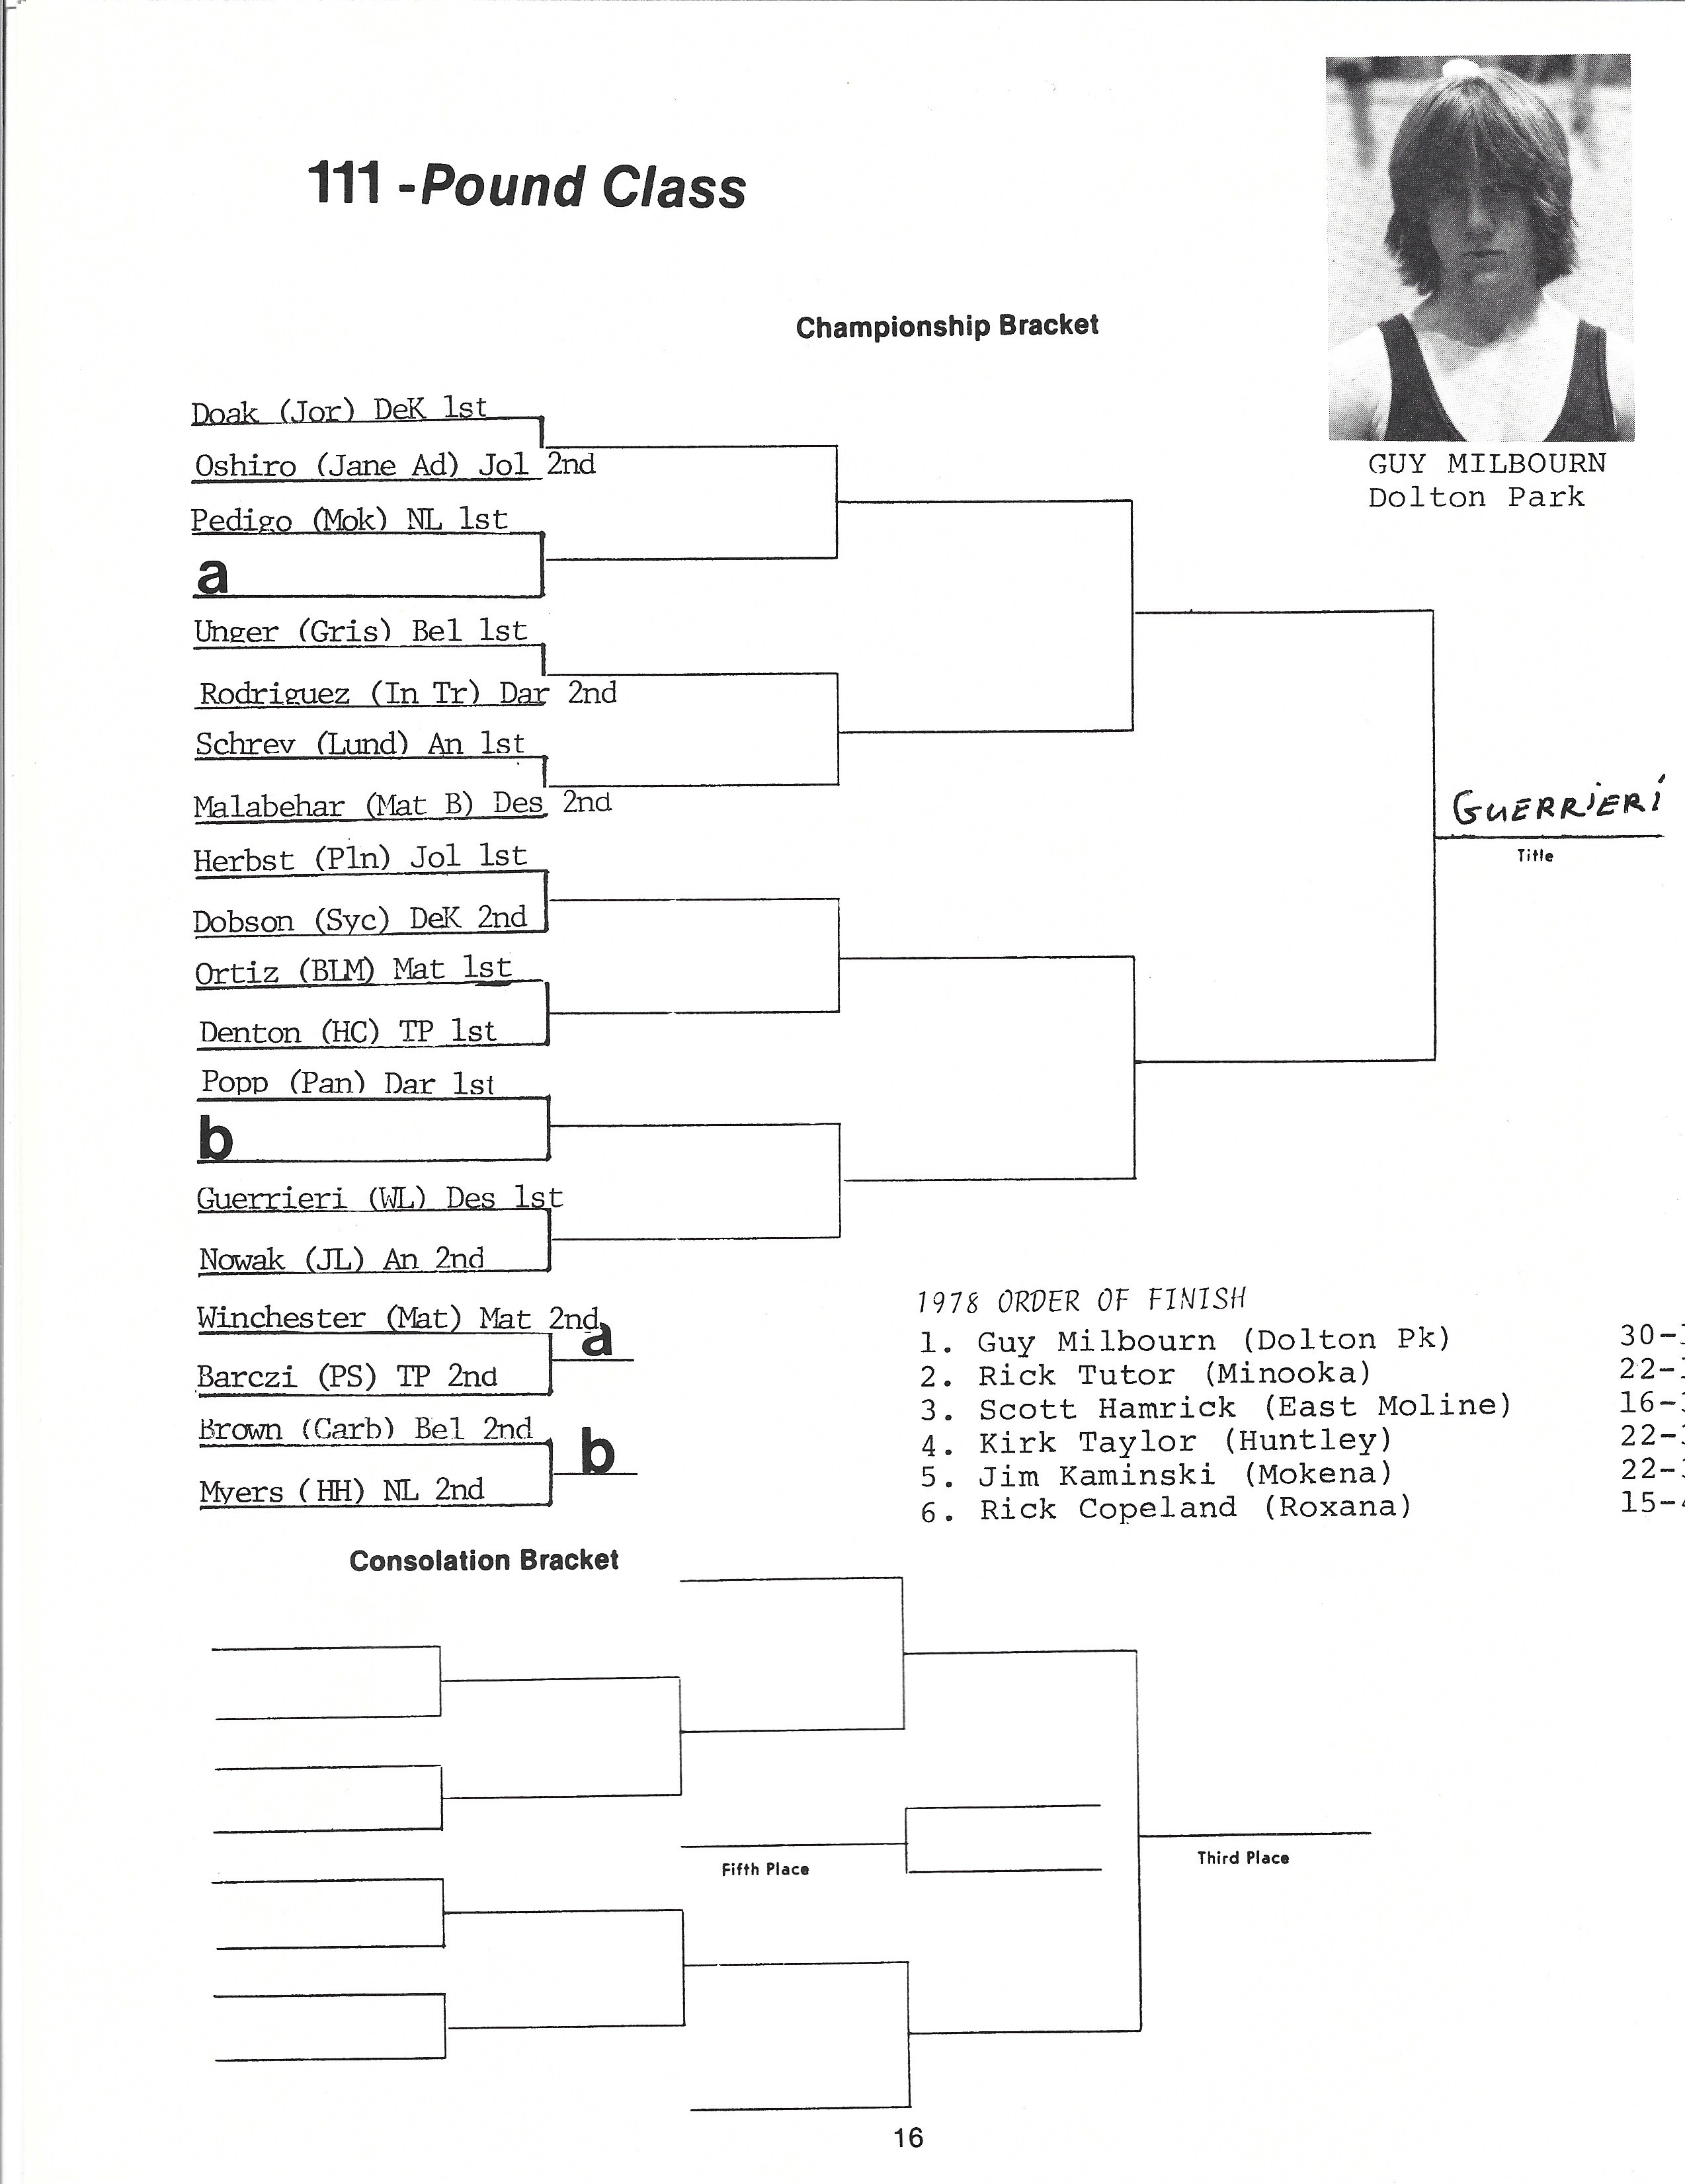 111 -Pound Class
GUY MILBOURN
Dolton Park
Championship Bracket
Doak (Jor) DeK 1st
Oshiro (Jane Ad) Jol 2nd
Pedigo (Mok) NL 1st
a
Unger (Gris) Bel 1st
Rodriguez (In Tr) Dar 2nd
Schrev (Lund) An 1st
Malabehar (Mat B) Des 2nd
GUERRIERI
Title
Herbst (Pln) Jol 1st
Dobson (Syc) DeK 2nd
Ortiz (BLM) Mat 1st
Denton (HC) TP 1st
Popp (Pan) Dar 1st
b
Guerrieri (WL) Des 1st
Nowak (JL) An 2nd
Winchester (Mat) Mat 2nd
a
Barczi (PS) TP 2nd
Brown (Carb) Bel 2nd
b
Myers (HH) NL 2nd
1978 ORDER OF FINISH
1. Guy Milbourn (Dolton Pk) 30-
2. Rick Tutor (Minooka) 22-
3. Scott Hamrick (East Moline) 16-
4. Kirk Taylor (Huntley) 22-
5. Jim Kaminski (Mokena) 22-
6. Rick Copeland (Roxana) 15-
Consolation Bracket
Fifth Place
Third Place
16